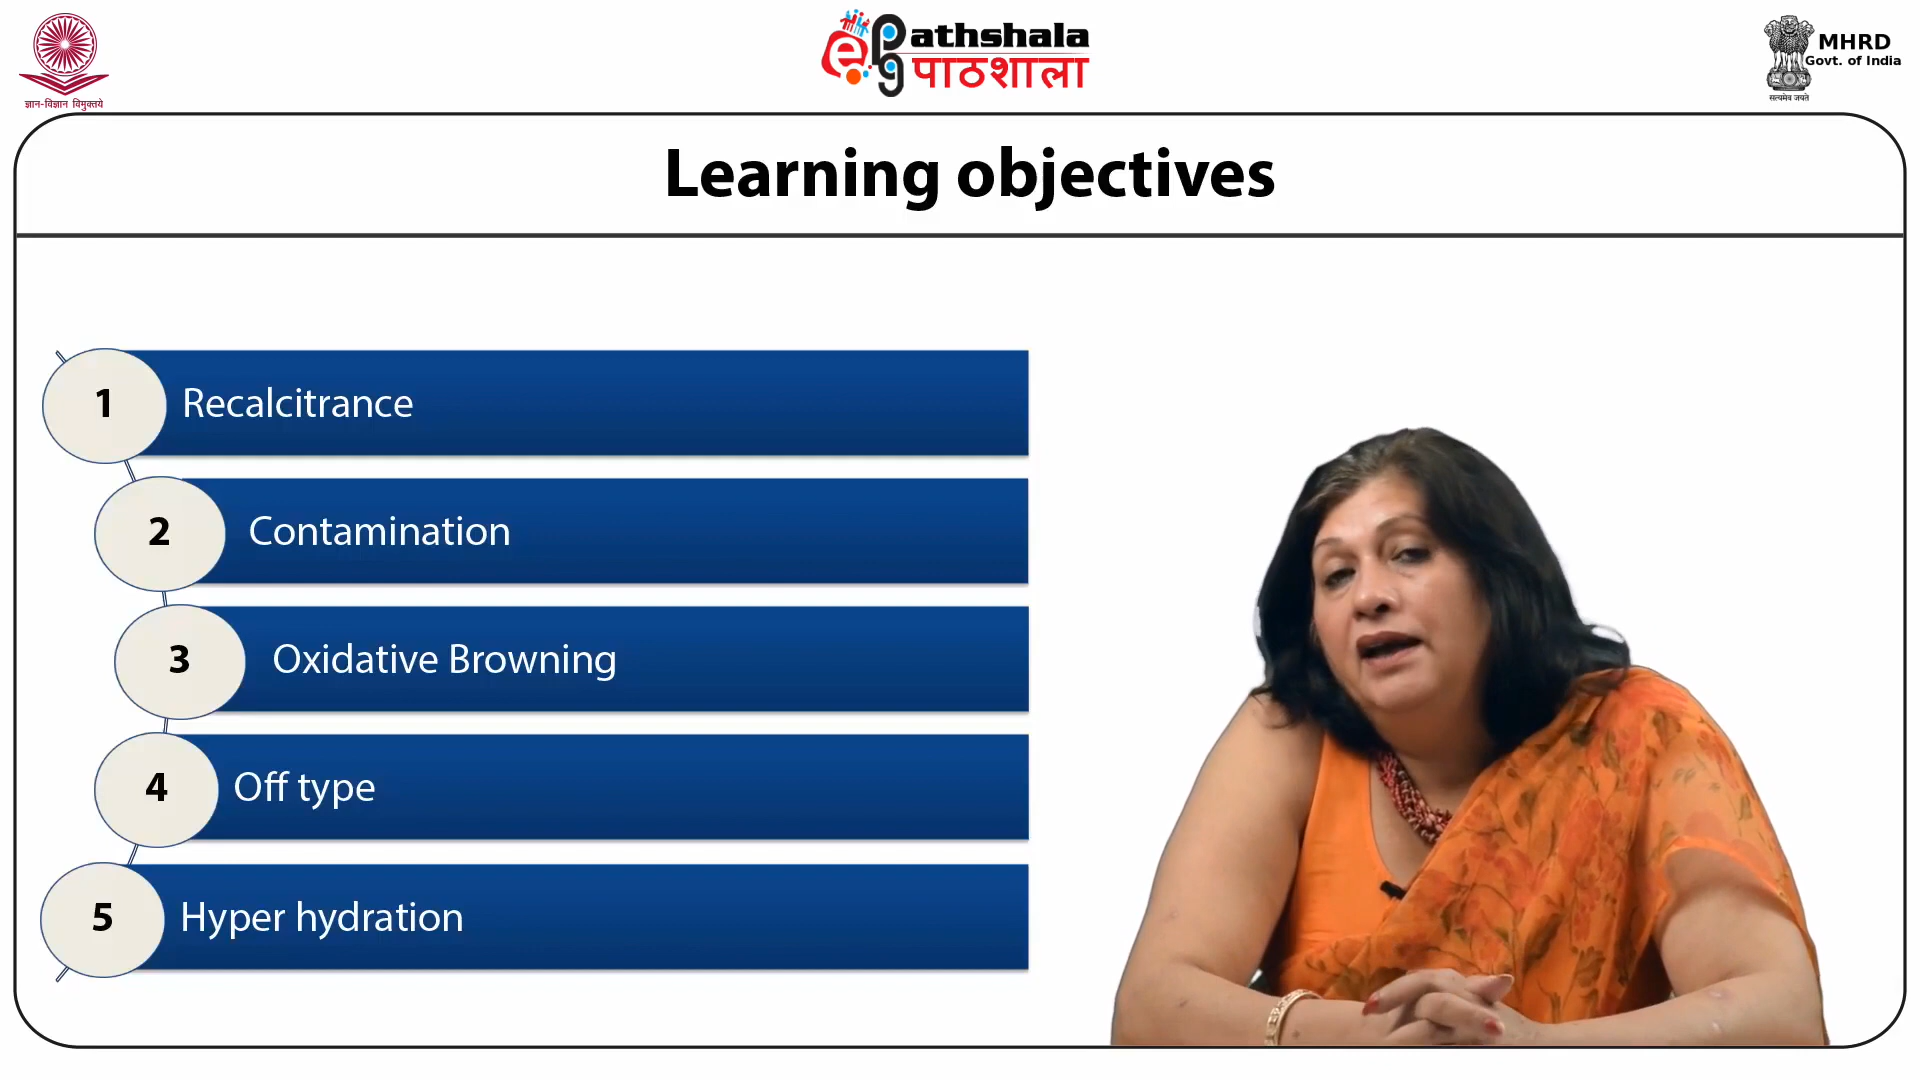 ज्ञान-विज्ञान विमुक्तये
ePgathshala
पाठशाला
MHRD
Govt. of India
सत्यमेव जयते
Learning objectives
1 Recalcitrance
2 Contamination
3 Oxidative Browning
4 Off type
5 Hyper hydration